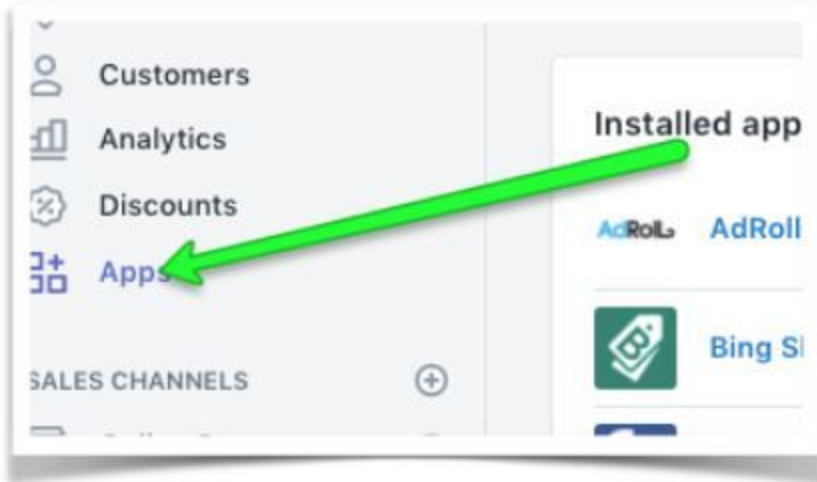 Customers
Analytics
Discounts
Apps
SALES CHANNELS
Installed app
AdRoll AdRoll
Bing